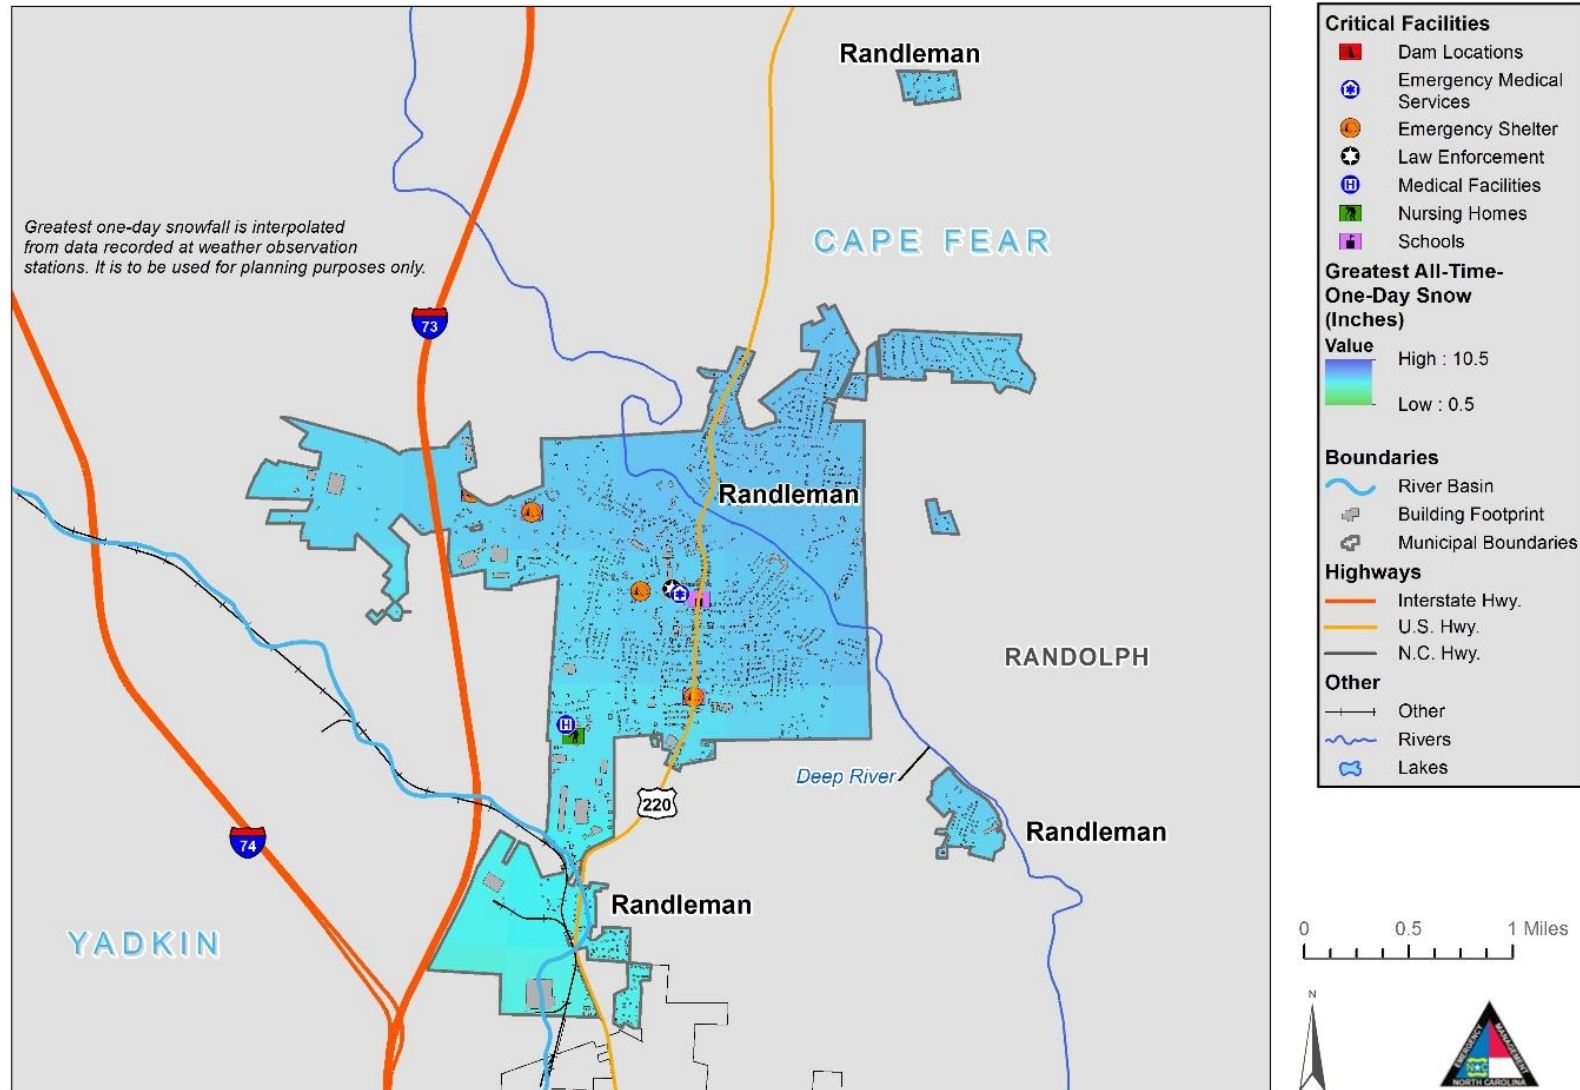 Randleman
Greatest one-day snowfall is interpolated
from data recorded at weather observation
stations. It is to be used for planning purposes only.
CAPE FEAR
73
Randleman
RANDOLPH
Deep River
220
74
Randleman
Randleman
YADKIN
Critical Facilities
Dam Locations
Emergency Medical
Services
Emergency Shelter
Law Enforcement
H
Medical Facilities
Nursing Homes
Schools
Greatest All-Time-
One-Day Snow
(Inches)
Value
High : 10.5
Low : 0.5
Boundaries
River Basin
Building Footprint
Municipal Boundaries
Highways
Interstate Hwy.
U.S. Hwy.
N.C. Hwy.
Other
Other
Rivers
Lakes
H
0 0.5 1 Miles
N
EMERGENCY MANAGEMENT
N C
NORTH CAROLINA